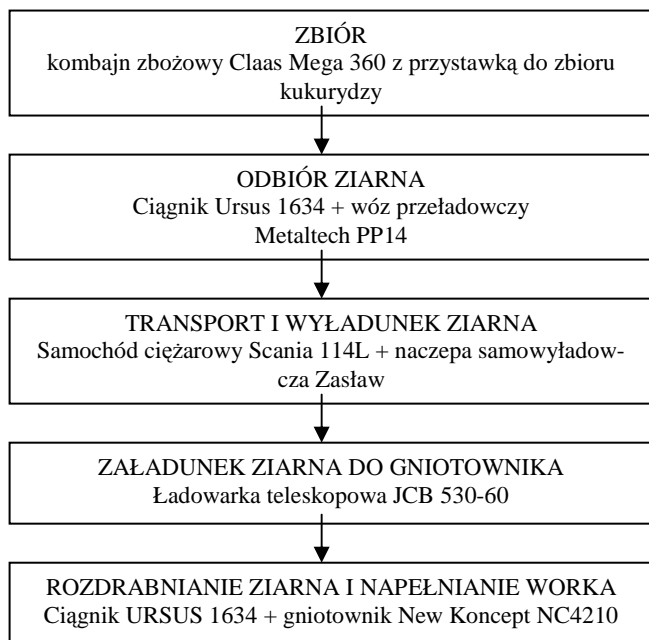 ZBIÓR
kombajn zbożowy Claas Mega 360 z przystawką do zbioru
kukurydzy
ODBIÓR ZIARNA
Ciągnik Ursus 1634 + wóz przeładowczy
Metaltech PP14
TRANSPORT I WYŁADUNEK ZIARNA
Samochód ciężarowy Scania 114L + naczepa samowyładow-
cza Zasław
ZAŁADUNEK ZIARNA DO GNIOTOWNIKA
Ładowarka teleskopowa JCB 530-60
ROZDRABNIANIE ZIARNA I NAPEŁNIANIE WORKA
Ciągnik URSUS 1634 + gniotownik New Koncept NC4210